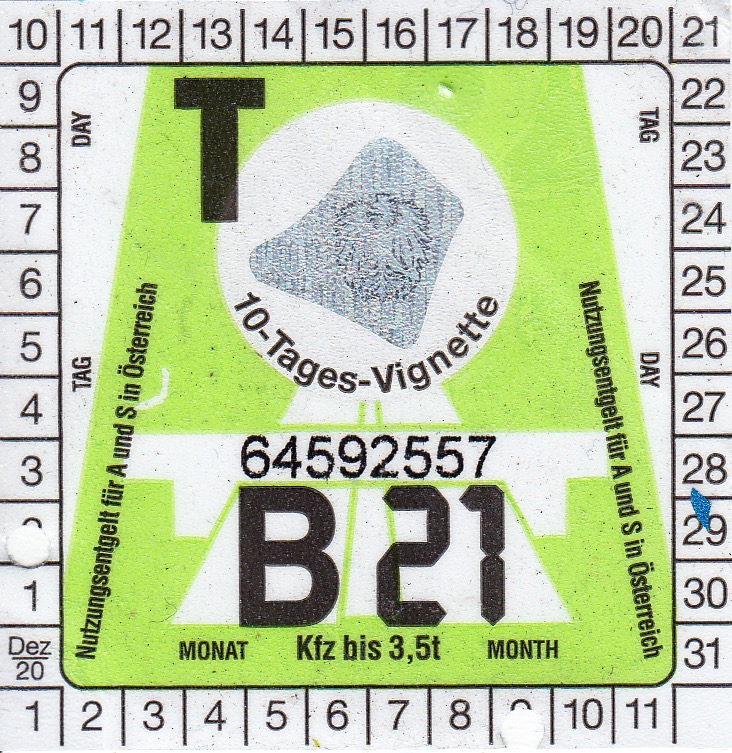 10 11 12 13 14 15 16 17 18 19 20 21
9 22
8 23
7 24
6 25
5 26
4 27
3 28
29
1 30
Dez 20 31
1 2 3 4 5 6 7 8 10 11
T
DAY
TAG
TAG
DAY
10-Tages-Vignette
Nutzungsentgelt für A und S in Österreich
Nutzungsentgelt für A und S in Österreich
64592557
B 21
MONAT Kfz bis 3,5t MONTH